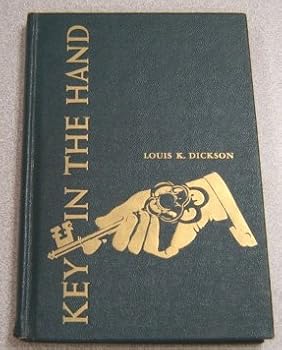 KEY IN THE HAND
LOUIS K. DICKSON